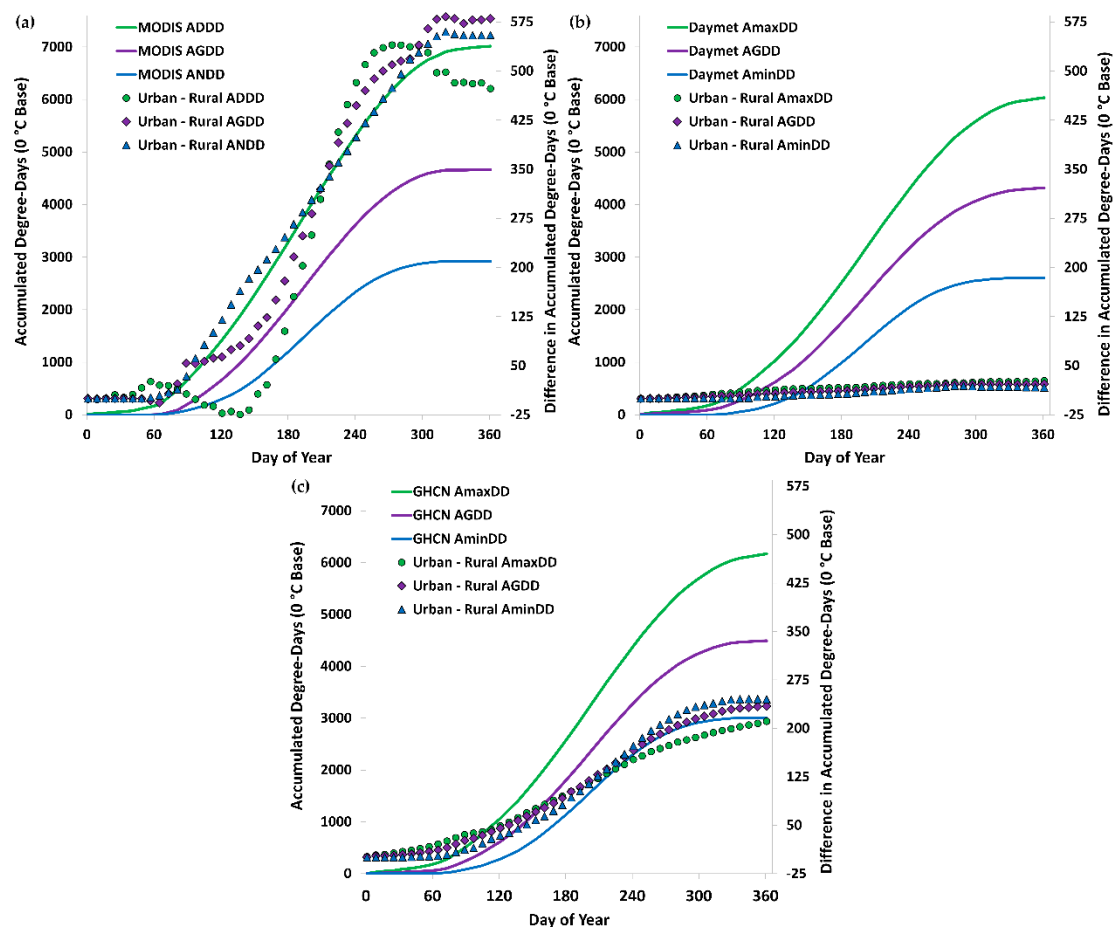 (a)
MODIS ADDD
MODIS AGDD
MODIS ANDD
Urban - Rural ADDD
Urban - Rural AGDD
Urban - Rural ANDD
Accumulated Degree-Days (0 °C Base)
7000
6000
5000
4000
3000
2000
1000
0
575
500
425
350
275
200
125
50
-25
Difference in Accumulated Degree-Days (0 °C Base)
0 60 120 180 240 300 360
Day of Year
(b)
Daymet AmaxDD
Daymet AGDD
Daymet AminDD
Urban - Rural AmaxDD
Urban - Rural AGDD
Urban - Rural AminDD
Accumulated Degree-Days (0 °C Base)
7000
6000
5000
4000
3000
2000
1000
0
575
500
425
350
275
200
125
50
-25
Difference in Accumulated Degree-Days (0 °C Base)
0 60 120 180 240 300 360
Day of Year
(c)
GHCN AmaxDD
GHCN AGDD
GHCN AminDD
Urban - Rural AmaxDD
Urban - Rural AGDD
Urban - Rural AminDD
Accumulated Degree-Days (0 °C Base)
7000
6000
5000
4000
3000
2000
1000
0
575
500
425
350
275
200
125
50
-25
Difference in Accumulated Degree-Days (0 °C Base)
0 60 120 180 240 300 360
Day of Year